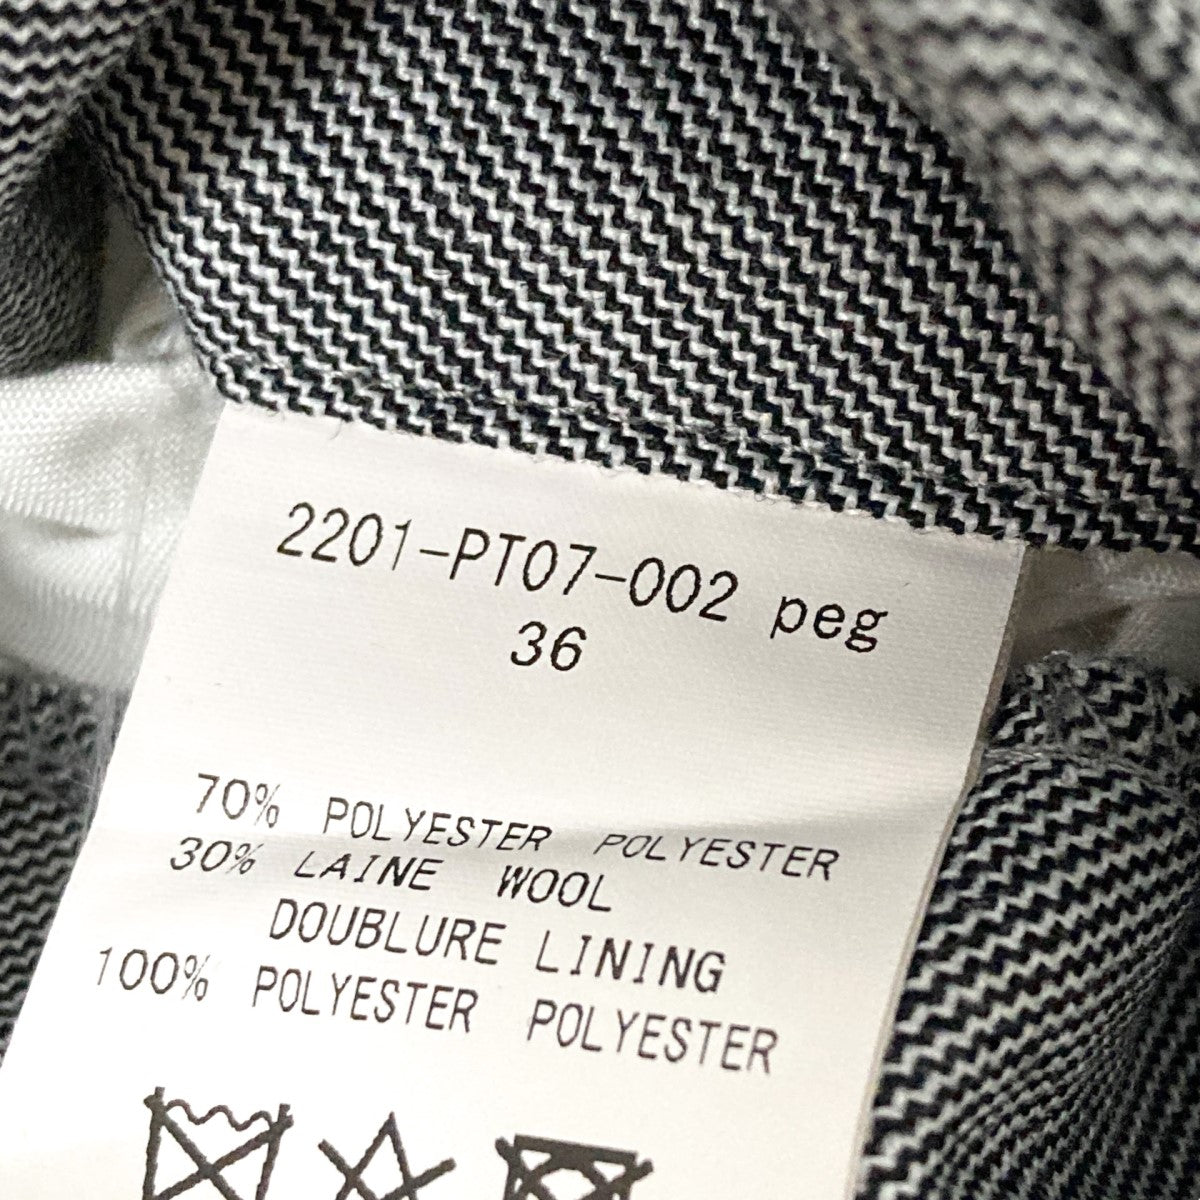 2201-PT07-002 peg
36
70% POLYESTER POLYESTER
30% LAINE WOOL
DOUBLURE LINING
100% POLYESTER POLYESTER